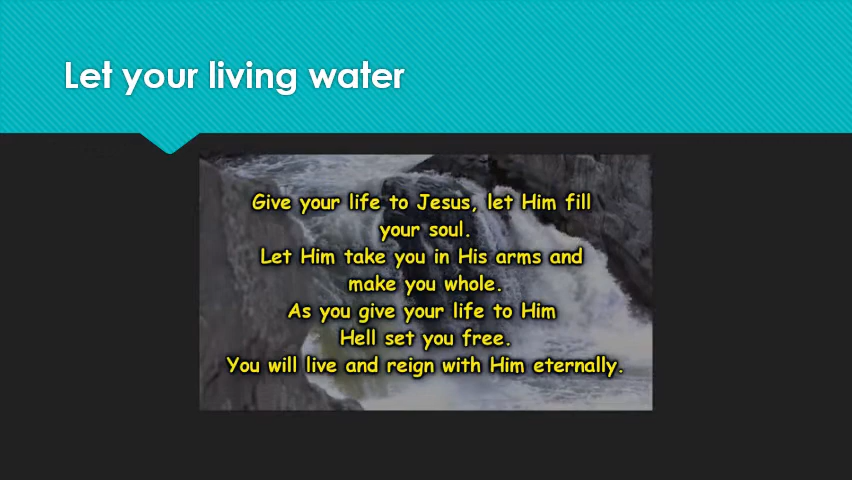 Let your living water
Give your life to Jesus, let Him fill
your soul.
Let Him take you in His arms and
make you whole.
As you give your life to Him
Hell set you free.
You will live and reign with Him eternally.